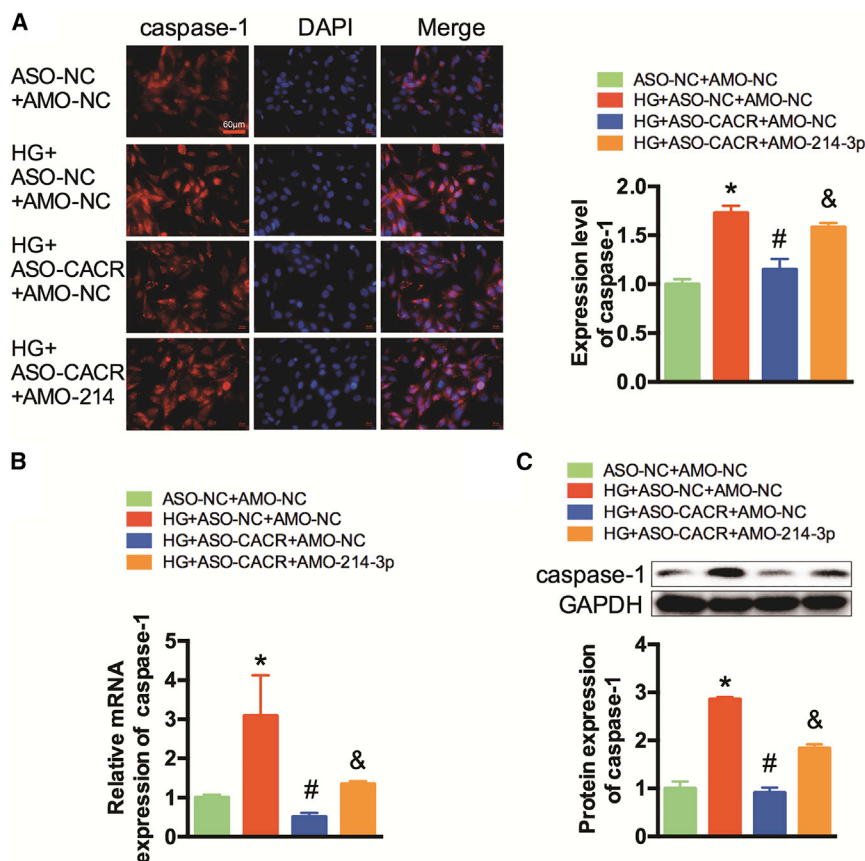 A
caspase-1
DAPI
Merge
ASO-NC
+AMO-NC
60μm
HG+
ASO-NC
+AMO-NC
HG+
ASO-CACR
+AMO-NC
HG+
ASO-CACR
+AMO-214
ASO-NC+AMO-NC
HG+ASO-NC+AMO-NC
HG+ASO-CACR+AMO-NC
HG+ASO-CACR+AMO-214-3p
Expression level
of caspase-1
2.0
1.5
1.0
0.5
0.0
*
#
&
B
ASO-NC+AMO-NC
HG+ASO-NC+AMO-NC
HG+ASO-CACR+AMO-NC
HG+ASO-CACR+AMO-214-3p
Relative mRNA
expression of caspase-1
5
4
3
2
1
0
*
#
&
C
ASO-NC+AMO-NC
HG+ASO-NC+AMO-NC
HG+ASO-CACR+AMO-NC
HG+ASO-CACR+AMO-214-3p
caspase-1
GAPDH
Protein expression
of caspase-1
4
3
2
1
0
*
#
&